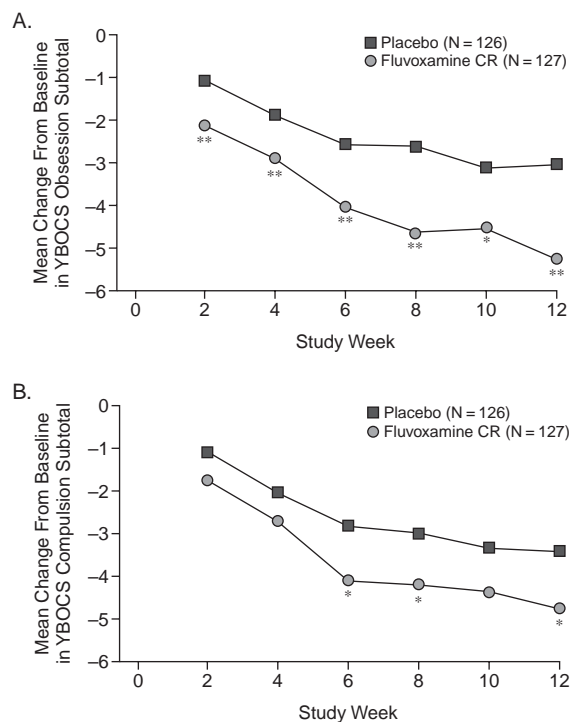 A.
Mean Change From Baseline
in YBOCS Obsession Subtotal
0
−1
−2
−3
−4
−5
−6
Placebo (N = 126)
Fluvoxamine CR (N = 127)
**
**
**
**
*
**
0 2 4 6 8 10 12
Study Week
B.
Mean Change From Baseline
in YBOCS Compulsion Subtotal
0
−1
−2
−3
−4
−5
−6
Placebo (N = 126)
Fluvoxamine CR (N = 127)
*
*
*
0 2 4 6 8 10 12
Study Week